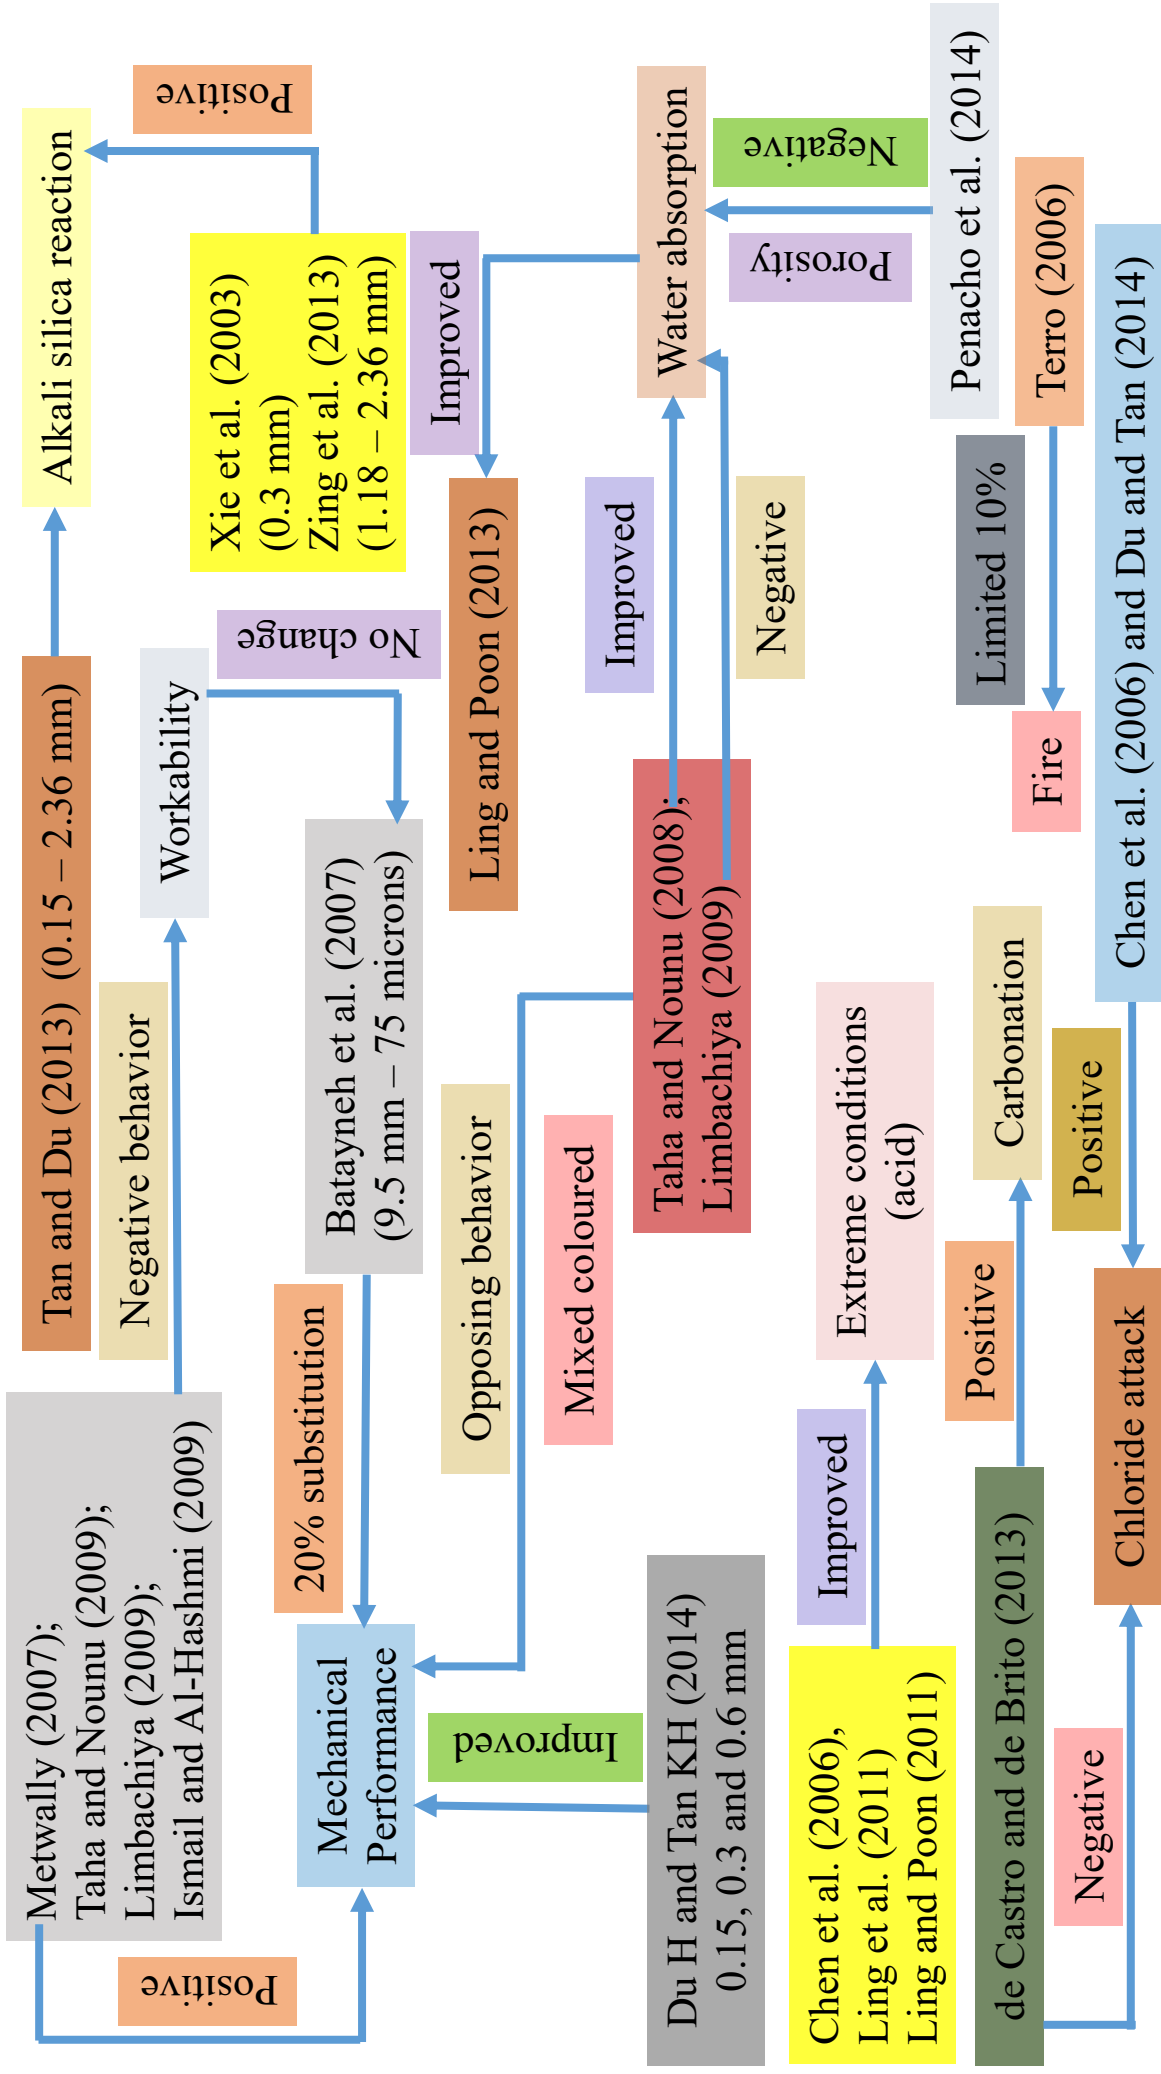 Metwally (2007);
Taha and Nounu (2009);
Limbachiya (2009);
Ismail and Al-Hashmi (2009)
Negative behavior
Tan and Du (2013) (0.15 – 2.36 mm)
Alkali silica reaction
Positive
Workability
Xie et al. (2003)
(0.3 mm)
Zing et al. (2013)
(1.18 – 2.36 mm)
Positive
No change
Mechanical
Performance
20% substitution
Batayneh et al. (2007)
(9.5 mm – 75 microns)
Improved
Ling and Poon (2013)
Improved
Opposing behavior
Mixed coloured
Improved
Water absorption
Du H and Tan KH (2014)
0.15, 0.3 and 0.6 mm
Taha and Nounu (2008);
Limbachiya (2009)
Negative
Porosity
Negative
Chen et al. (2006),
Ling et al. (2011)
Ling and Poon (2011)
Improved
Extreme conditions
(acid)
Penacho et al. (2014)
de Castro and de Brito (2013)
Positive
Carbonation
Fire
Limited 10%
Terro (2006)
Negative
Chloride attack
Positive
Chen et al. (2006) and Du and Tan (2014)